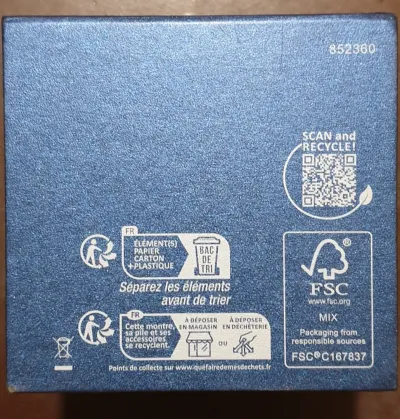 852360
SCAN and
RECYCLE!
FR
ÉLÉMENT(S)
PAPIER
CARTON
+PLASTIQUE
BAC
DE
TRI
Séparez les éléments
avant de trier
FR
Cette montre,
sa pile et ses
accessoires
se recyclent.
À DÉPOSER
EN MAGASIN
OU
À DÉPOSER
EN DÉCHÈTERIE
Points de collecte sur www.quefairedemesdechets.fr
FSC
www.fsc.org
MIX
Packaging from
responsible sources
FSC® C167837